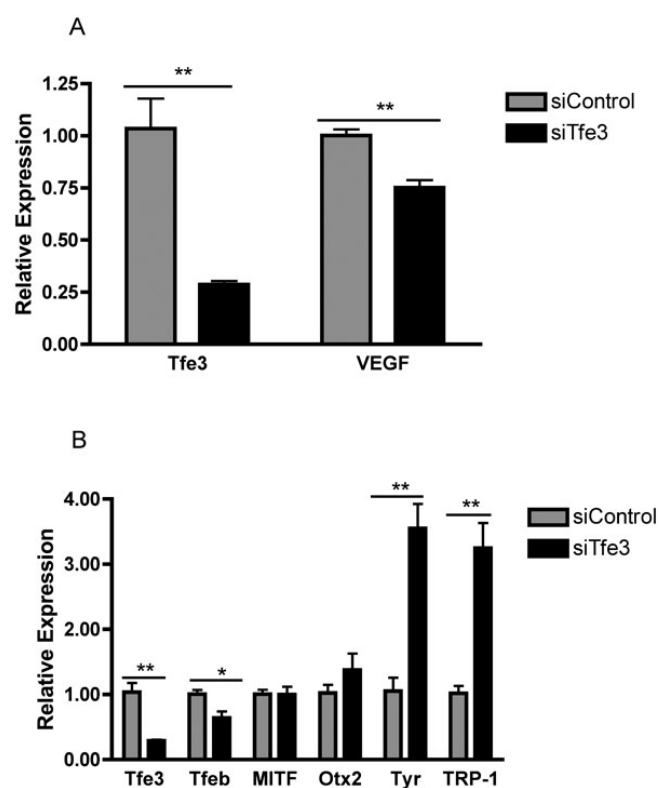 A
**
**
siControl
siTfe3
Relative Expression
1.25
1.00
0.75
0.50
0.25
0.00
Tfe3 VEGF
B
**
**
**
*
siControl
siTfe3
Relative Expression
4.00
3.00
2.00
1.00
0.00
Tfe3 Tfeb MITF Otx2 Tyr TRP-1